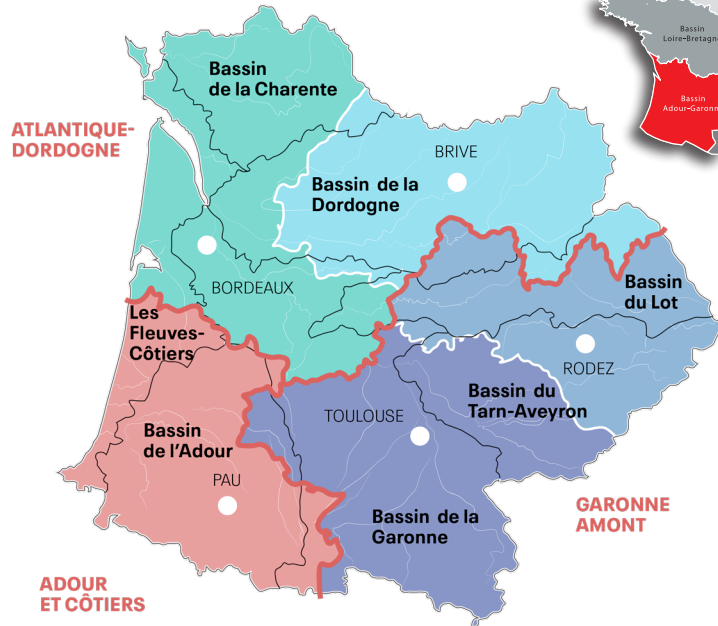 Bassin
Loire-Bretagne
Bassin
Adour-Garonne
Bassin
de la Charente
ATLANTIQUE-
DORDOGNE
BRIVE
Bassin de la
Dordogne
BORDEAUX
Bassin
du Lot
Les
Fleuves-
Côtiers
RODEZ
Bassin du
Tarn-Aveyron
TOULOUSE
Bassin
de l'Adour
PAU
GARONNE
AMONT
Bassin de la
Garonne
ADOUR
ET CÔTIERS